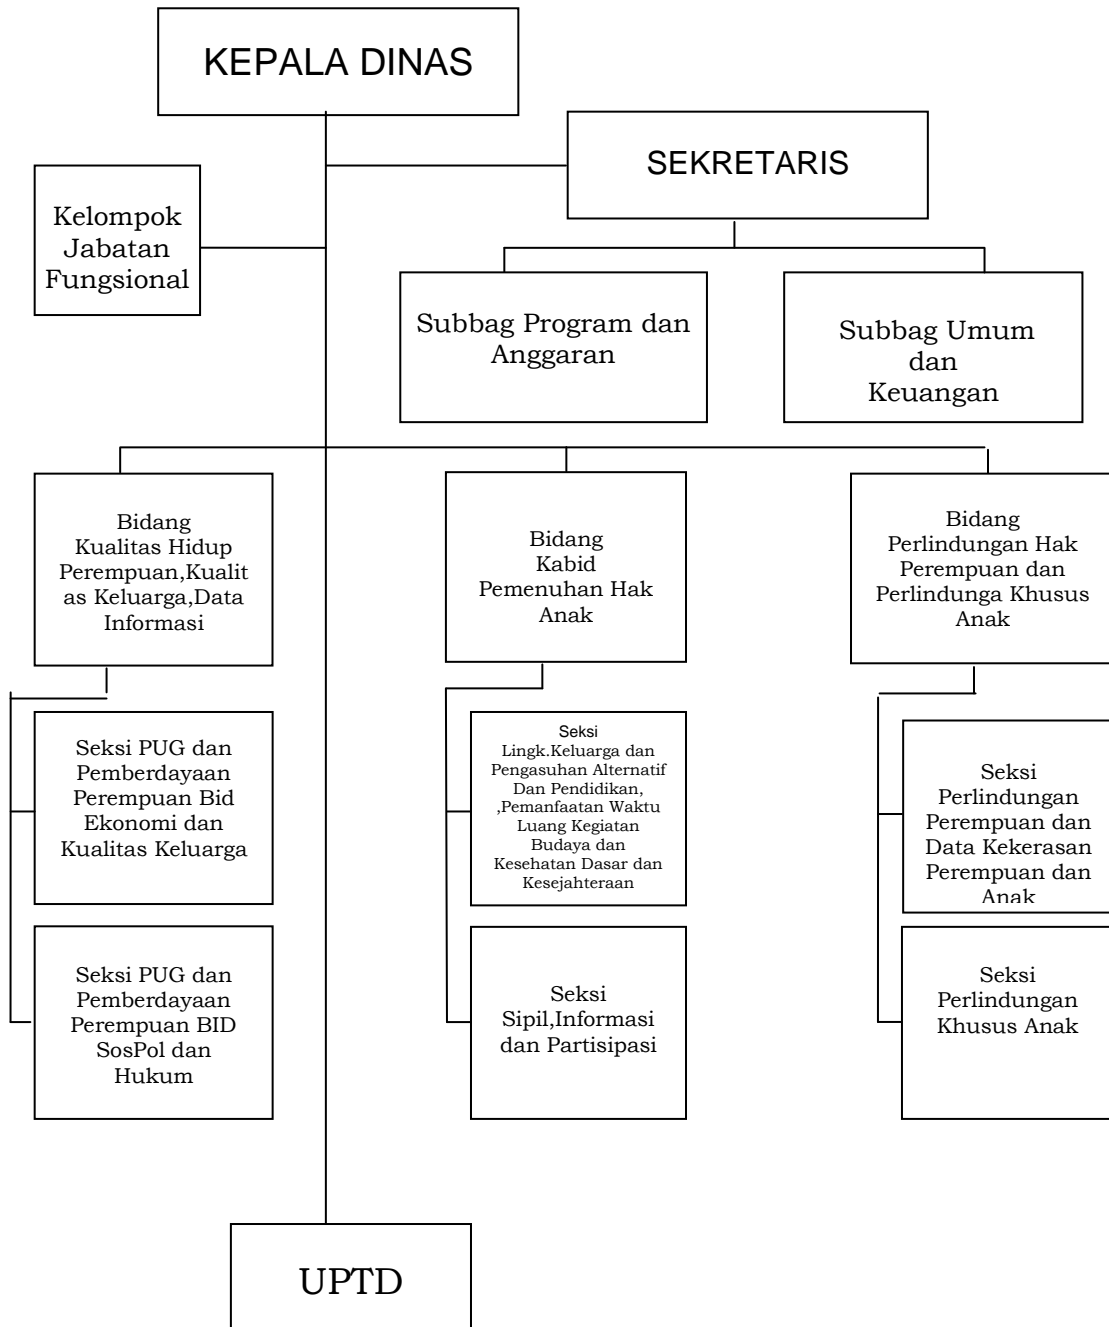 KEPALA DINAS
SEKRETARIS
Kelompok
Jabatan
Fungsional
Subbag Program dan
Anggaran
Subbag Umum
dan
Keuangan
Bidang
Kualitas Hidup
Perempuan,Kualit
as Keluarga,Data
Informasi
Bidang
Kabid
Pemenuhan Hak
Anak
Bidang
Perlindungan Hak
Perempuan dan
Perlindunga Khusus
Anak
Seksi PUG dan
Pemberdayaan
Perempuan Bid
Ekonomi dan
Kualitas Keluarga
Seksi
Lingk.Keluarga dan
Pengasuhan Alternatif
Dan Pendidikan,
,Pemanfaatan Waktu
Luang Kegiatan
Budaya dan
Kesehatan Dasar dan
Kesejahteraan
Seksi
Perlindungan
Perempuan dan
Data Kekerasan
Perempuan dan
Anak
Seksi PUG dan
Pemberdayaan
Perempuan BID
SosPol dan
Hukum
Seksi
Sipil,Informasi
dan Partisipasi
Seksi
Perlindungan
Khusus Anak
UPTD